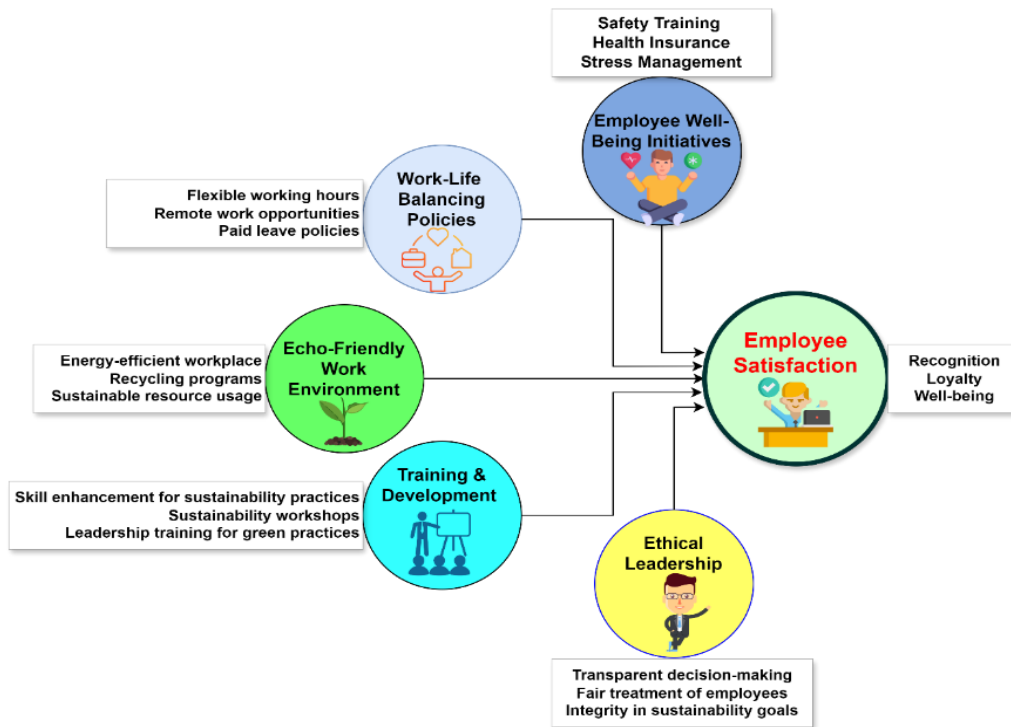 Safety Training
Health Insurance
Stress Management
Employee Well-
Being Initiatives
Work-Life
Balancing
Policies
Flexible working hours
Remote work opportunities
Paid leave policies
Echo-Friendly
Work
Environment
Energy-efficient workplace
Recycling programs
Sustainable resource usage
Employee
Satisfaction
Recognition
Loyalty
Well-being
Training &
Development
Skill enhancement for sustainability practices
Sustainability workshops
Leadership training for green practices
Ethical
Leadership
Transparent decision-making
Fair treatment of employees
Integrity in sustainability goals